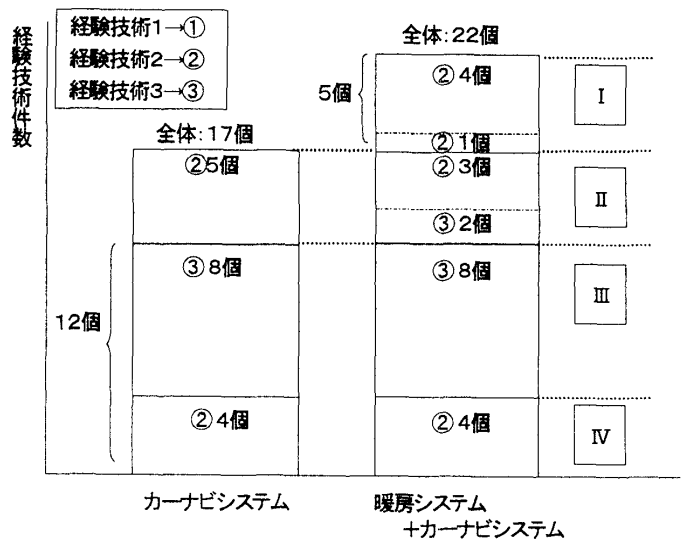 経験技術件数
経験技術1→①
経験技術2→②
経験技術3→③
全体:17個
全体:22個
②5個
③8個
②4個
12個
5個
②4個
②1個
②3個
③2個
③8個
②4個
Ⅰ
Ⅱ
Ⅲ
Ⅳ
カーナビシステム
暖房システム
+カーナビシステム